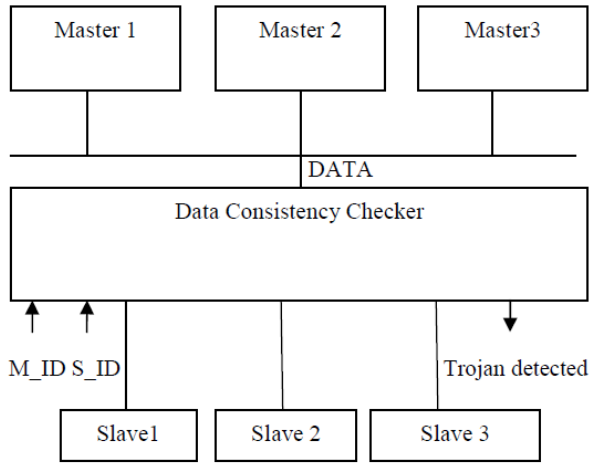 Master 1
Master 2
Master3
DATA
Data Consistency Checker
M_ID S_ID
Trojan detected
Slave1
Slave 2
Slave 3